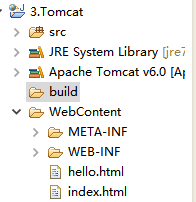 3.Tomcat
src
JRE System Library [jre7
Apache Tomcat v6.0 [Ap
build
WebContent
META-INF
WEB-INF
hello.html
index.html